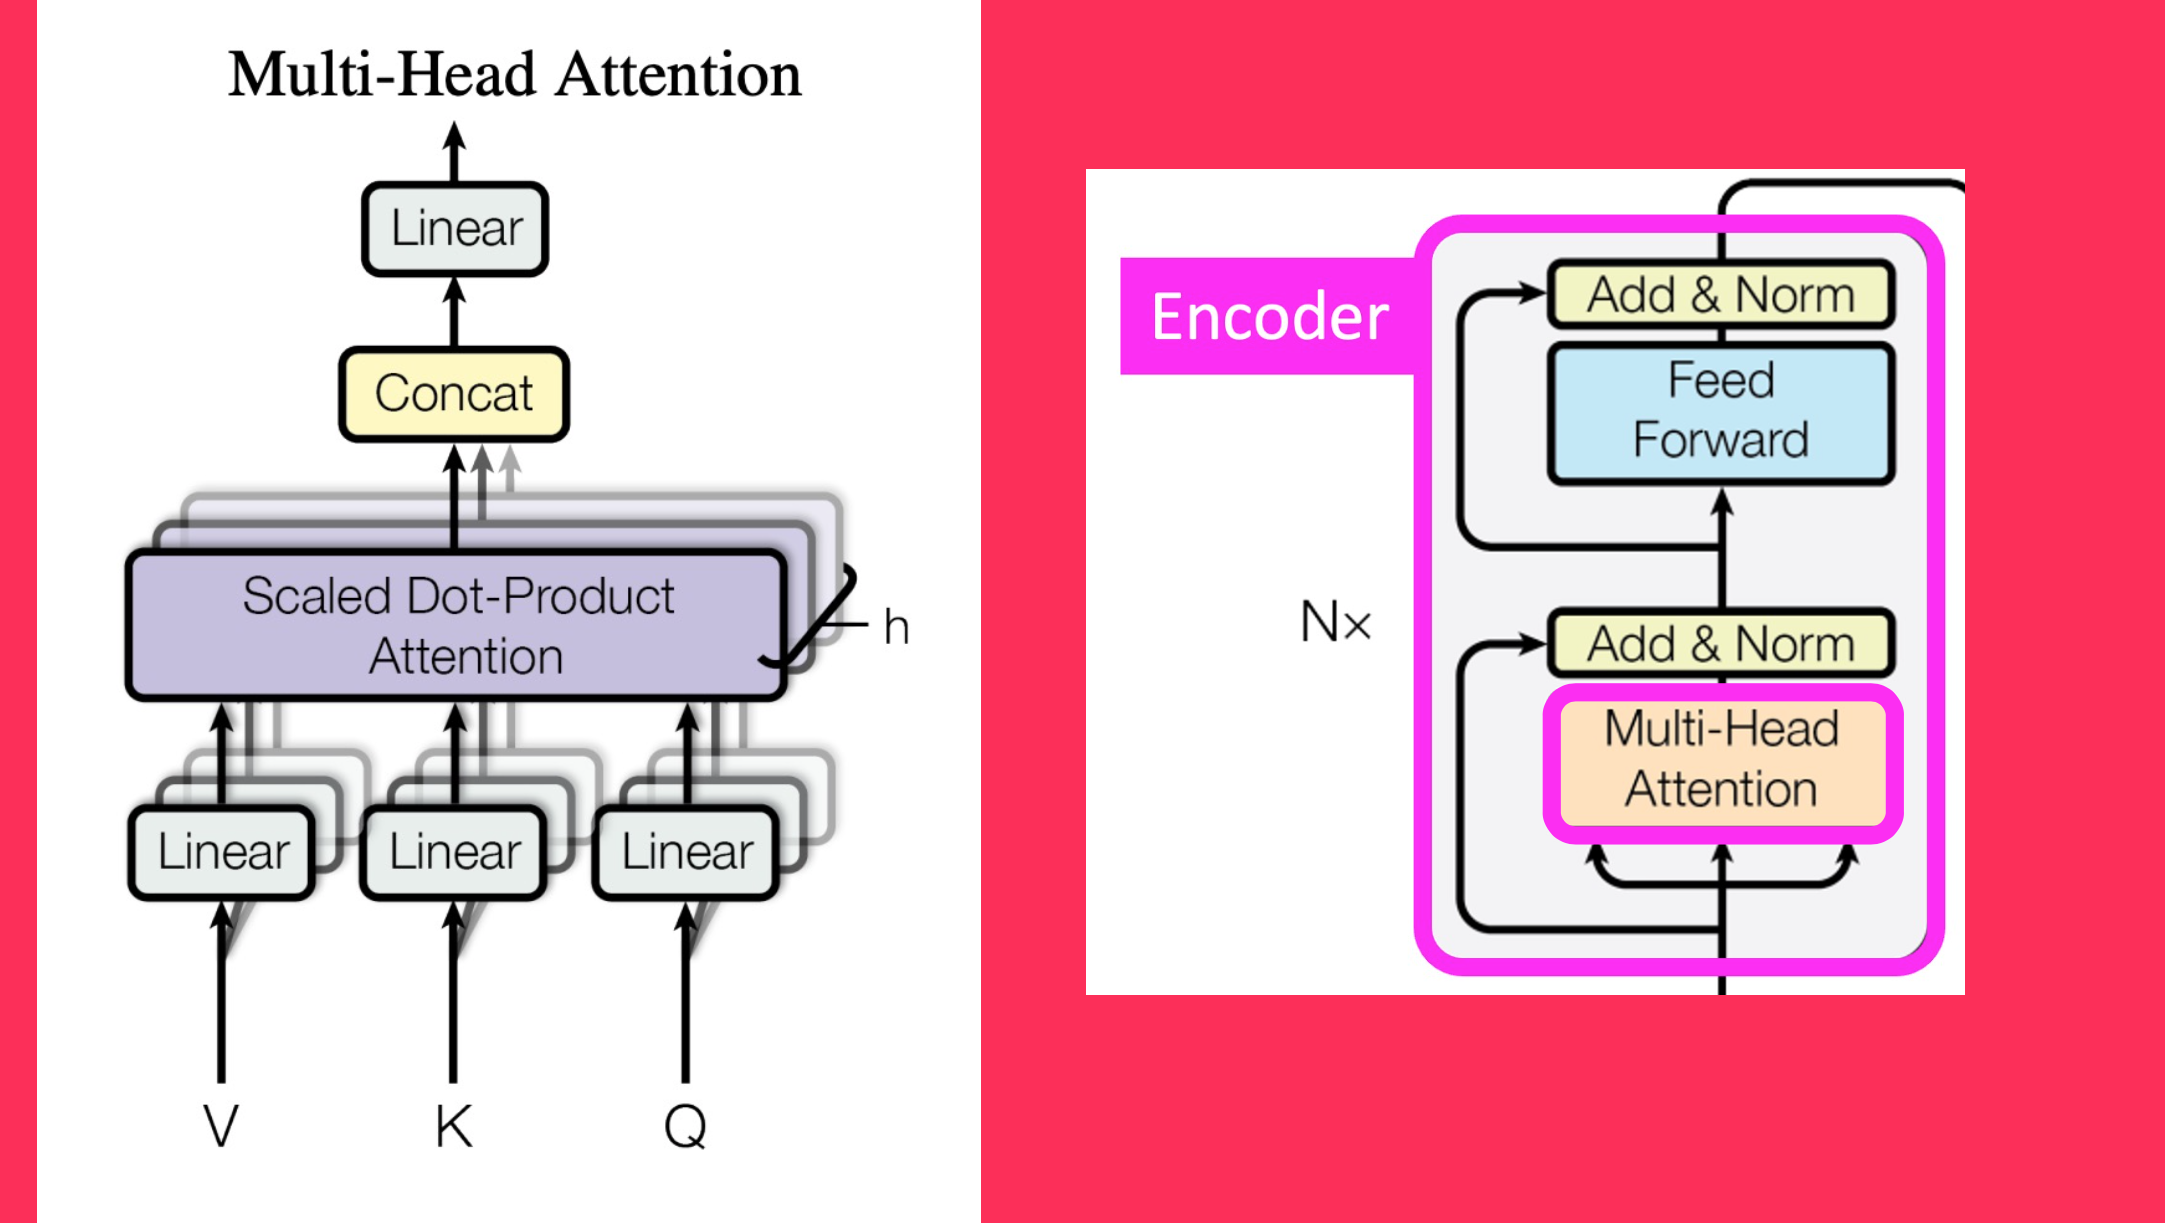 Multi-Head Attention
Linear
Concat
Scaled Dot-Product
Attention
h
Linear
Linear
Linear
V
K
Q
Encoder
Add & Norm
Feed
Forward
N×
Add & Norm
Multi-Head
Attention